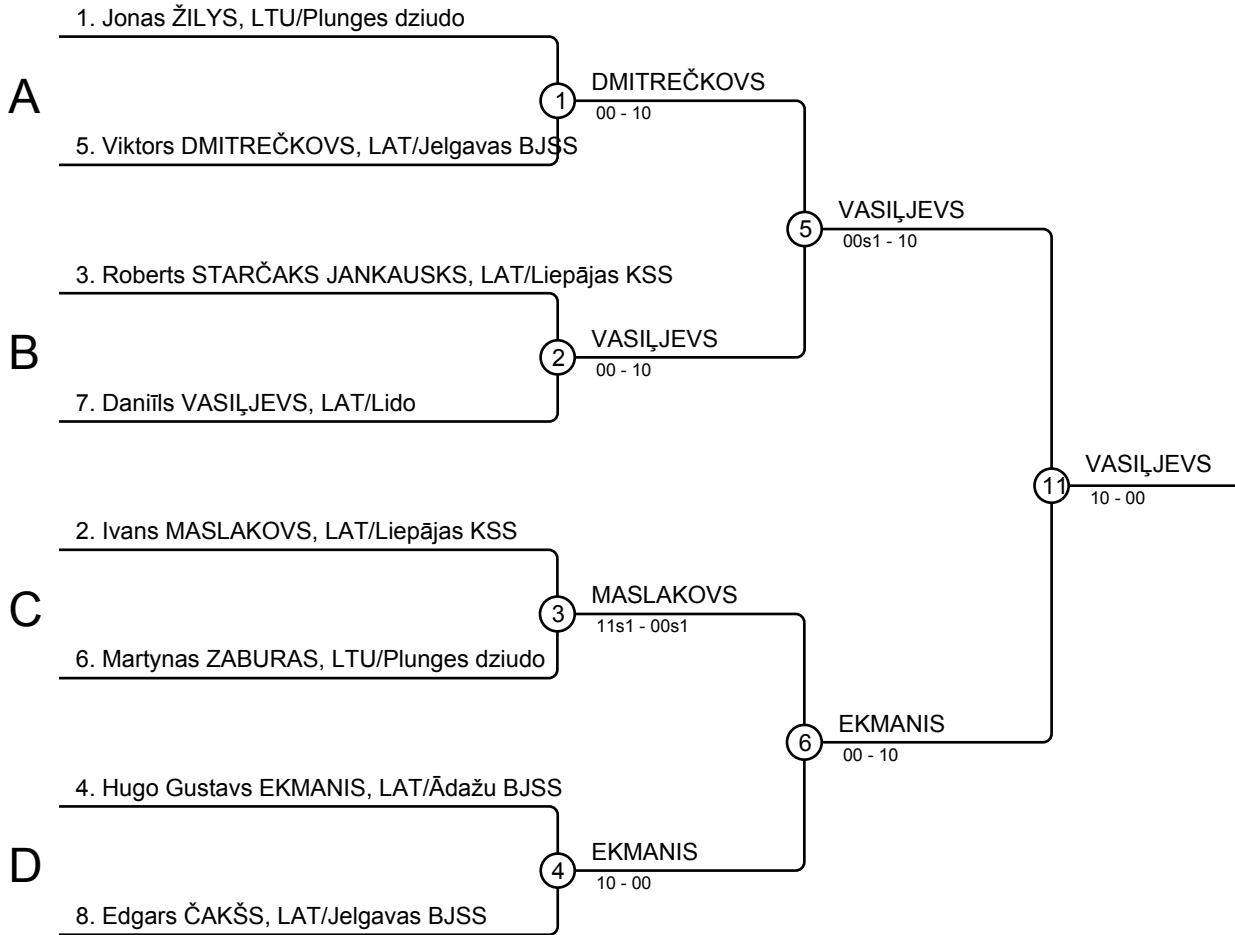 1. Jonas ŽILYS, LTU/Plunges dziudo
A
1
DMITREČKOVS
00 - 10
5. Viktors DMITREČKOVS, LAT/Jelgavas BJSS
5
VASIĻJEVS
00s1 - 10
3. Roberts STARČAKS JANKAUSKS, LAT/Liepājas KSS
B
2
VASIĻJEVS
00 - 10
7. Daniīls VASIĻJEVS, LAT/Lido
11
VASIĻJEVS
10 - 00
2. Ivans MASLAKOVS, LAT/Liepājas KSS
C
3
MASLAKOVS
11s1 - 00s1
6. Martynas ZABURAS, LTU/Plunges dziudo
6
EKMANIS
00 - 10
4. Hugo Gustavs EKMANIS, LAT/Ādažu BJSS
D
4
EKMANIS
10 - 00
8. Edgars ČAKŠS, LAT/Jelgavas BJSS